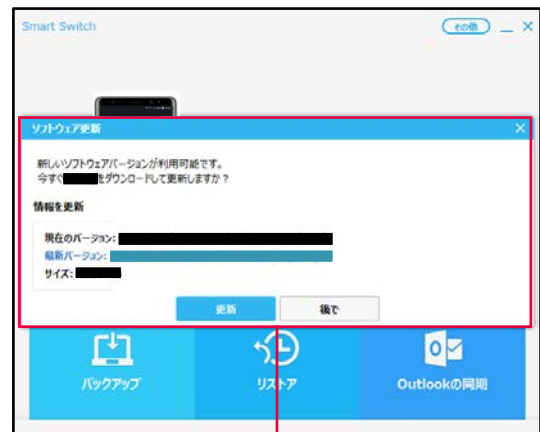 Smart Switch
その他
ソフトウェア更新
新しいソフトウェアバージョンが利用可能です。
今すぐ をダウンロードして更新しますか?
情報を更新
現在のバージョン:
最新バージョン:
サイズ:
更新 後で
バックアップ リストア Outlookの同期